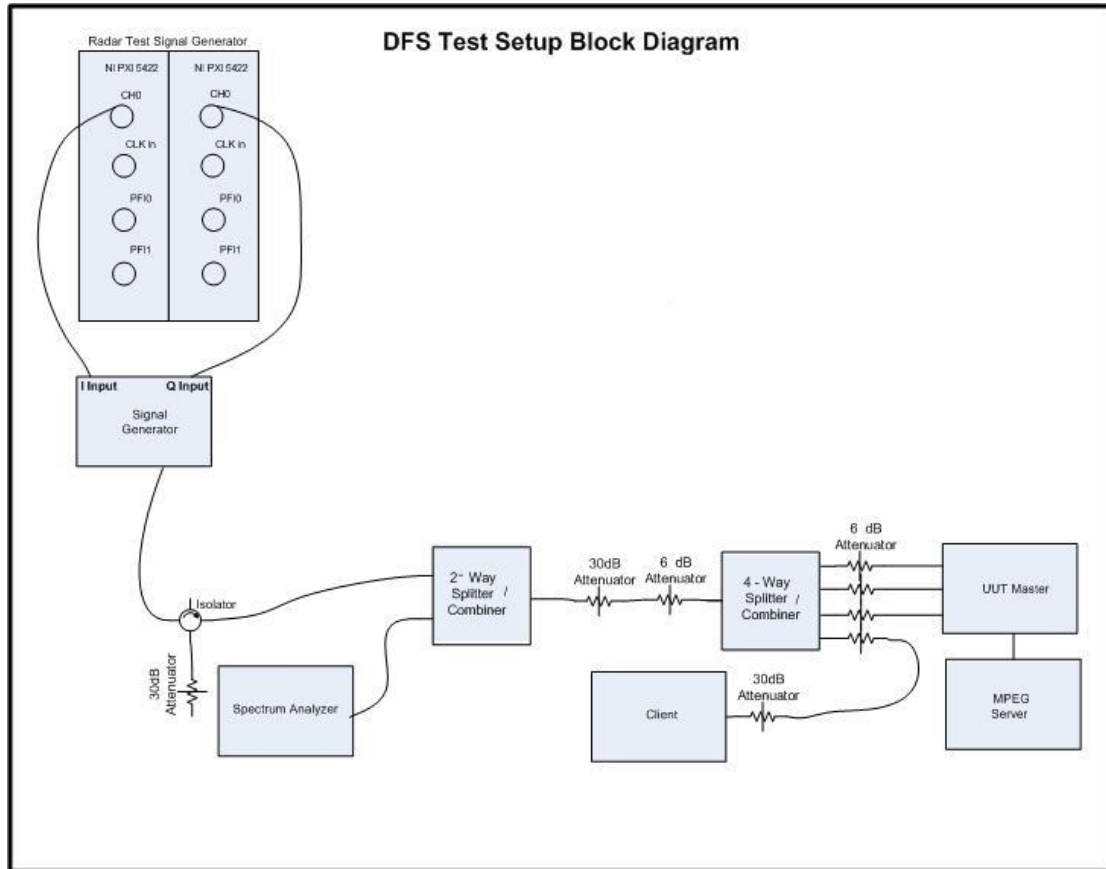 DFS Test Setup Block Diagram
Radar Test Signal Generator
NI PXI 5422
NI PXI 5422
CH0
CH0
CLK In
CLK In
PFI0
PFI0
PFI1
PFI1
I Input
Q Input
Signal
Generator
Isolator
30dB
Attenuator
Spectrum Analyzer
2- Way
Splitter /
Combiner
30dB
Attenuator
6 dB
Attenuator
4 - Way
Splitter /
Combiner
6 dB
Attenuator
UUT Master
MPEG
Server
30dB
Attenuator
Client